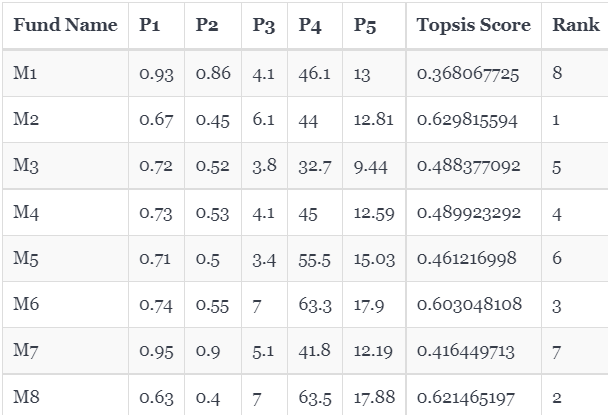 Fund Name P1 P2 P3 P4 P5 Topsis Score Rank
M1 0.93 0.86 4.1 46.1 13 0.368067725 8
M2 0.67 0.45 6.1 44 12.81 0.629815594 1
M3 0.72 0.52 3.8 32.7 9.44 0.488377092 5
M4 0.73 0.53 4.1 45 12.59 0.489923292 4
M5 0.71 0.5 3.4 55.5 15.03 0.461216998 6
M6 0.74 0.55 7 63.3 17.9 0.603048108 3
M7 0.95 0.9 5.1 41.8 12.19 0.416449713 7
M8 0.63 0.4 7 63.5 17.88 0.621465197 2